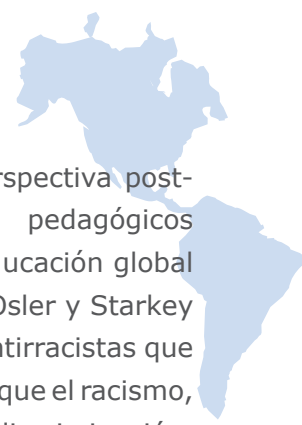 rspectiva post-
pedagógicos
ucación global
Osler y Starkey
ntirracistas que
que el racismo,